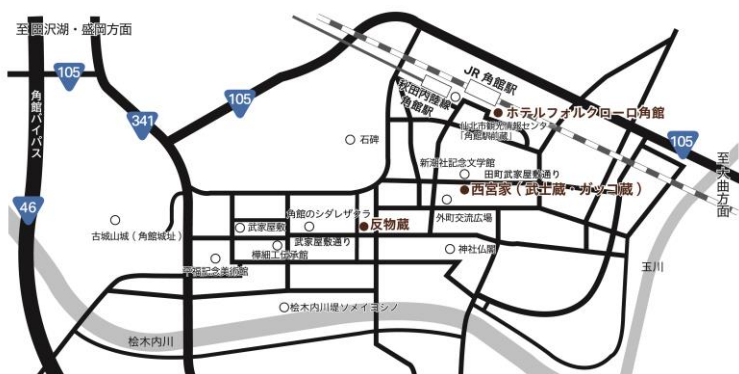 至田沢湖・盛岡方面
105
341
105
角館バイパス
46
JR 角館駅
秋田内陸線
角館駅
ホテルフォルクローロ角館
仙北市観光情報センター
「角館駅前蔵」
105
至大曲方面
石碑
新潮社記念文学館
田町武家屋敷通り
西宮家(武士蔵・ガッコ蔵)
外町交流広場
角館のシダレザクラ
反物蔵
武家屋敷
武家屋敷通り
古城山城(角館城址)
樺細工伝承館
平福記念美術館
神社仏閣
玉川
桧木内川堤ソメイヨシノ
桧木内川